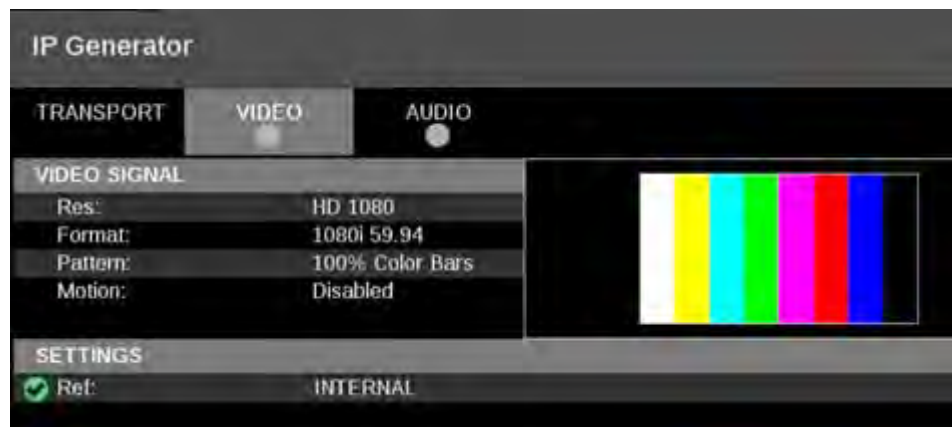 IP Generator
TRANSPORT VIDEO AUDIO
VIDEO SIGNAL
Res: HD 1080
Format: 1080i 59.94
Pattern: 100% Color Bars
Motion: Disabled
SETTINGS
Ref: INTERNAL